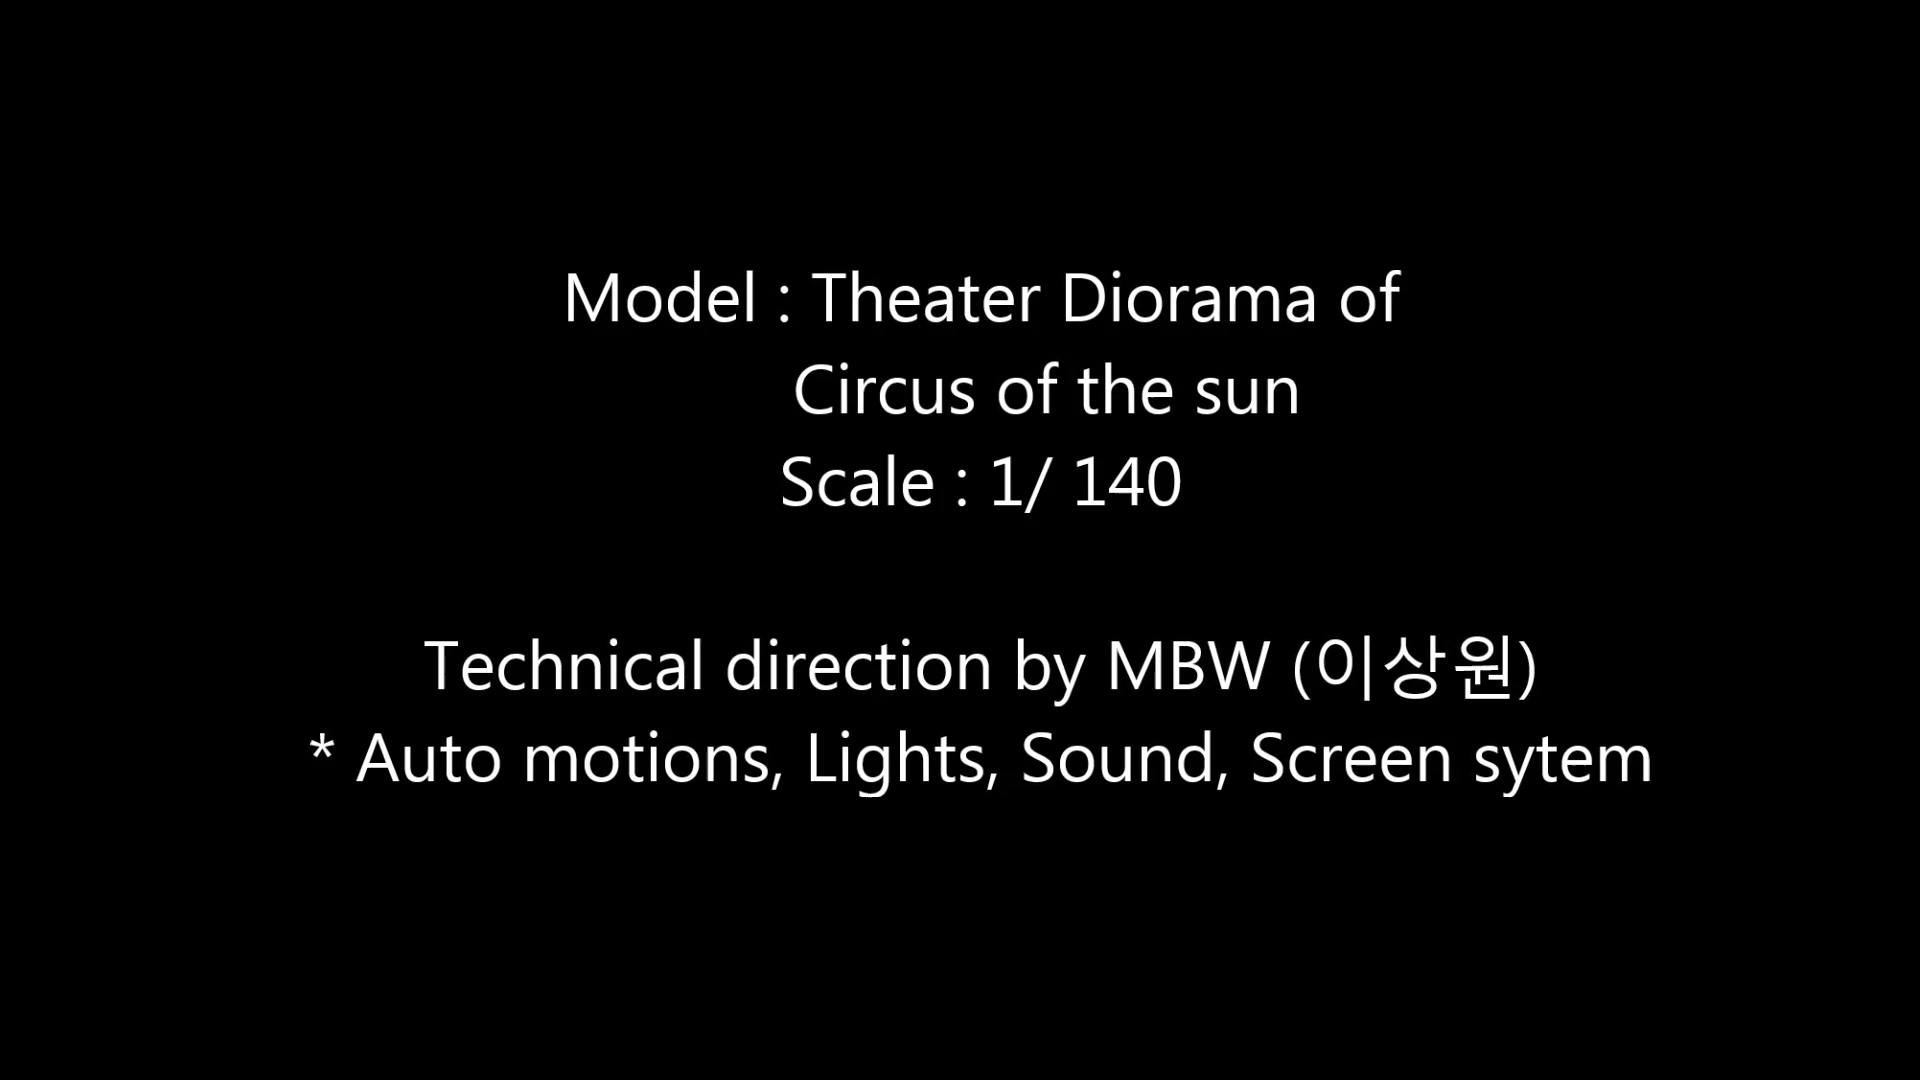 Model : Theater Diorama of
Circus of the sun
Scale : 1/ 140
Technical direction by MBW (이상원)
* Auto motions, Lights, Sound, Screen sytem